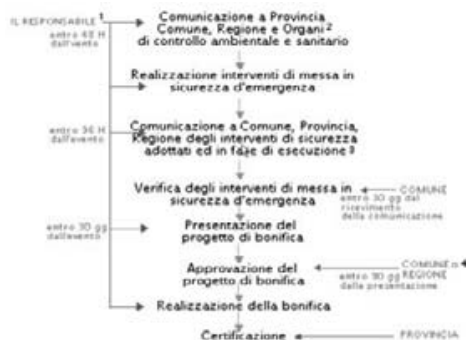 IL RESPONSABILE 1
entro 48 H
dall'evento
Comunicazione a Provincia
Comune, Regione e Organi 2
di controllo ambientale e sanitario
Realizzazione interventi di messa in
sicurezza d'emergenza
entro 96 H
dall'evento
Comunicazione a Comune, Provincia,
Regione degli interventi di sicurezza
adottati ed in fase di esecuzione 3
Verifica degli interventi di messa in
sicurezza d'emergenza
COMUNE
entro 30 gg dal
ricevimento
della comunicazione
entro 30 gg
dall'evento
Presentazione del
progetto di bonifica
Approvazione del
progetto di bonifica
COMUNE o 4
REGIONE
entro 90 gg
dalla presentazione
Realizzazione della bonifica
Certificazione
PROVINCIA